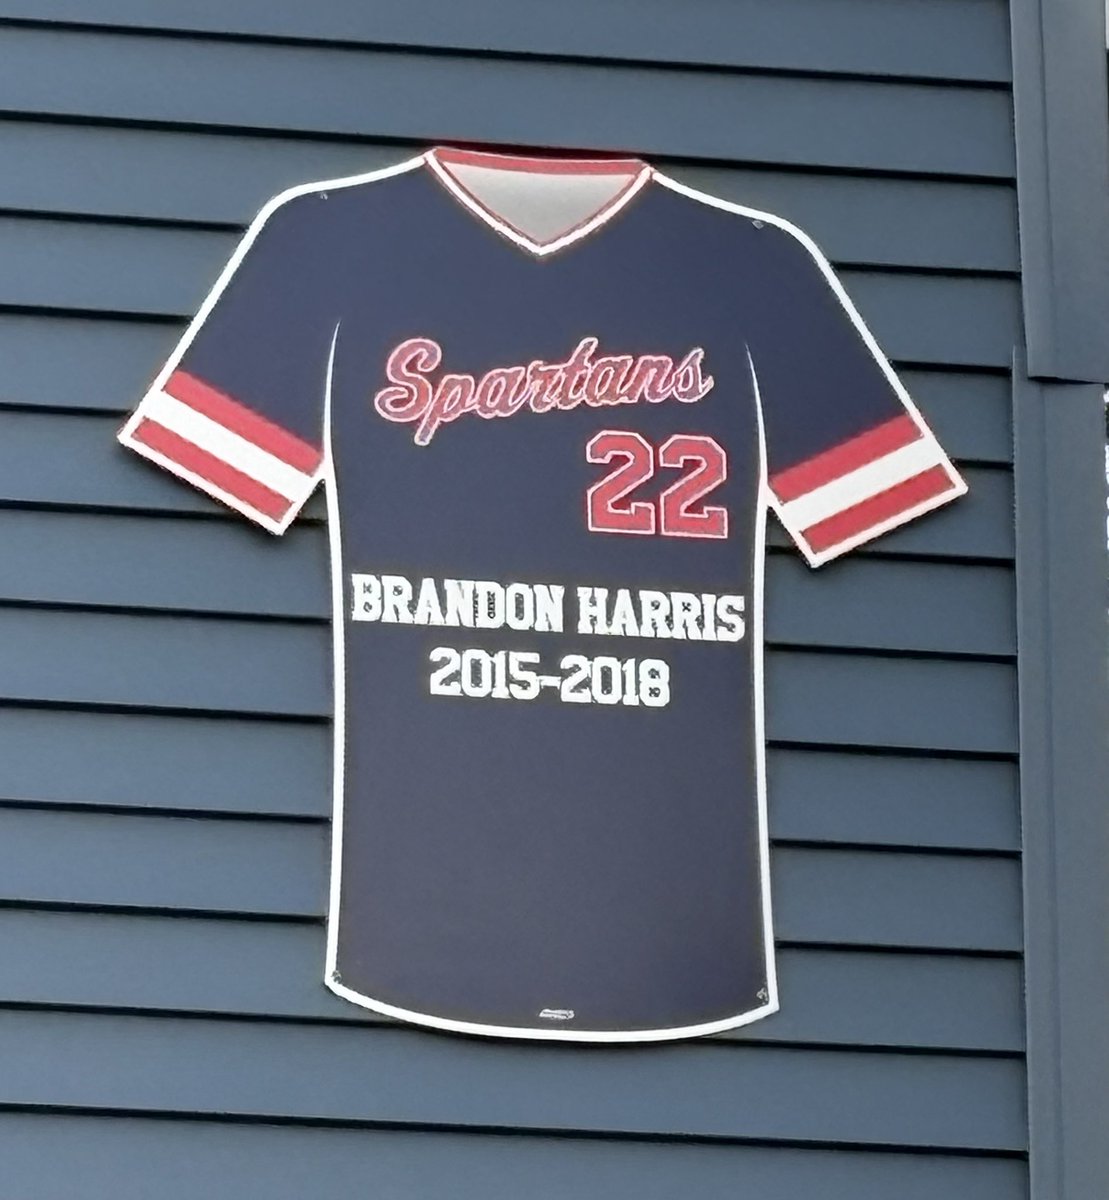 Spartans
22
BRANDON HARRIS
2015-2018